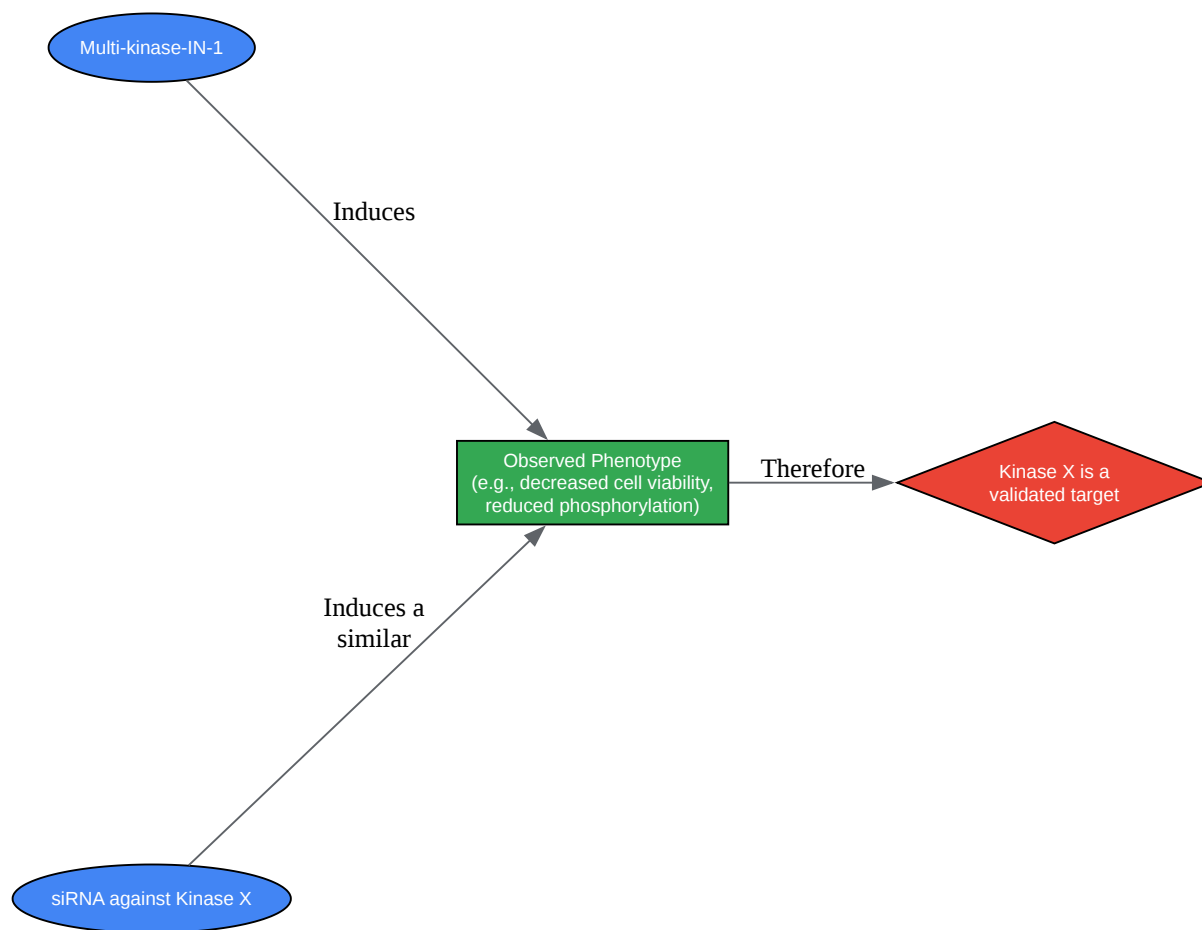 Multi-kinase-IN-1
Induces
Observed Phenotype
(e.g., decreased cell viability,
reduced phosphorylation)
Therefore
Kinase X is a
validated target
Induces a
similar
siRNA against Kinase X